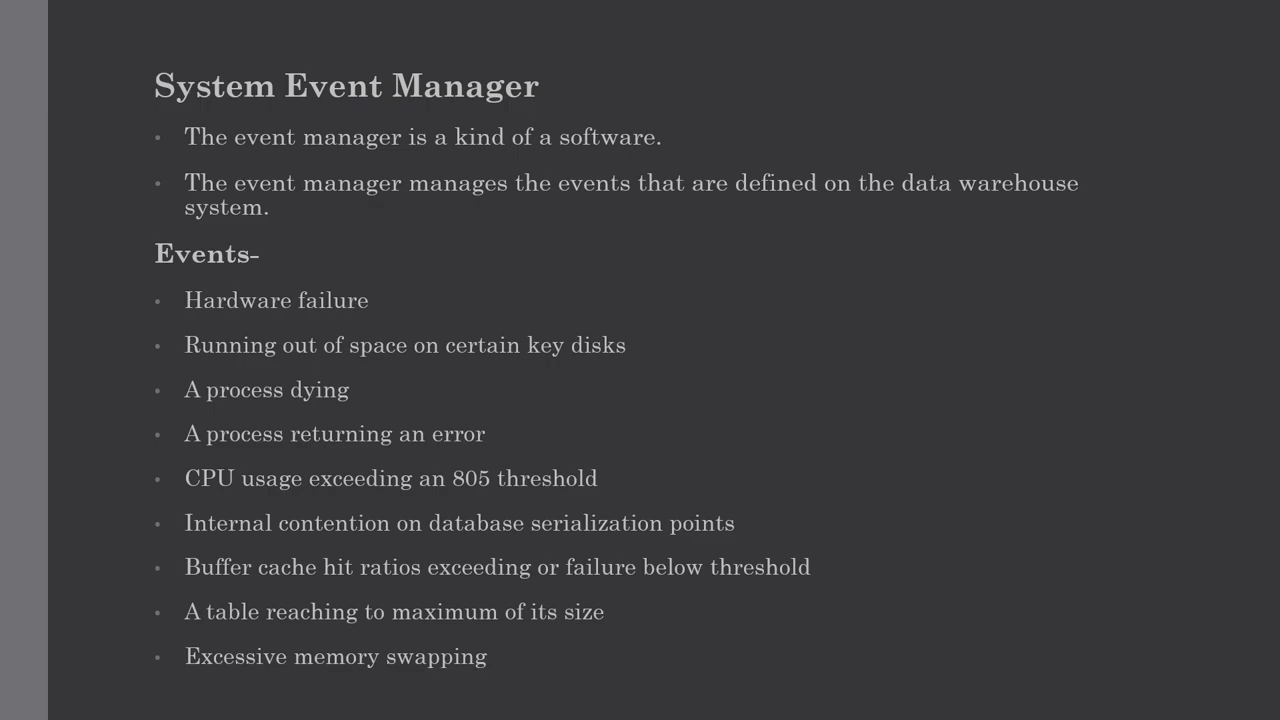 System Event Manager
• The event manager is a kind of a software.
• The event manager manages the events that are defined on the data warehouse
system.
Events-
• Hardware failure
• Running out of space on certain key disks
• A process dying
• A process returning an error
• CPU usage exceeding an 805 threshold
• Internal contention on database serialization points
• Buffer cache hit ratios exceeding or failure below threshold
• A table reaching to maximum of its size
• Excessive memory swapping